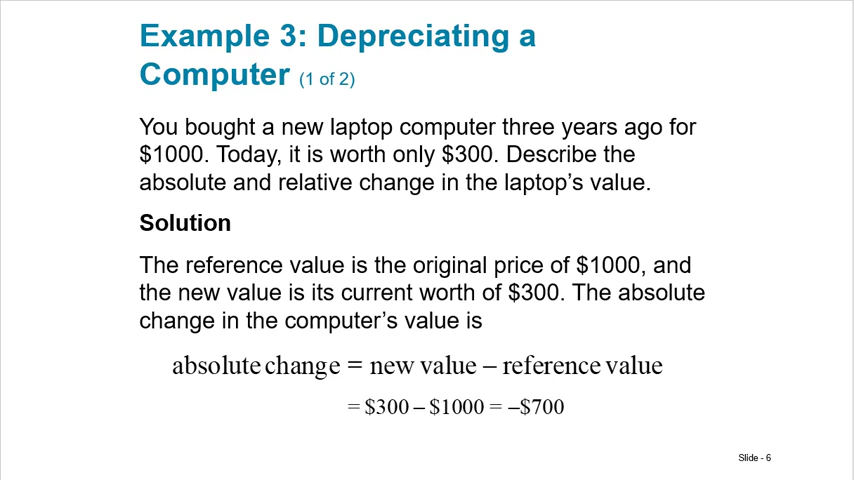 Example 3: Depreciating a
Computer (1 of 2)
You bought a new laptop computer three years ago for
$1000. Today, it is worth only $300. Describe the
absolute and relative change in the laptop’s value.
Solution
The reference value is the original price of $1000, and
the new value is its current worth of $300. The absolute
change in the computer’s value is
absolute change = new value – reference value
= $300 – $1000 = –$700
Slide - 6